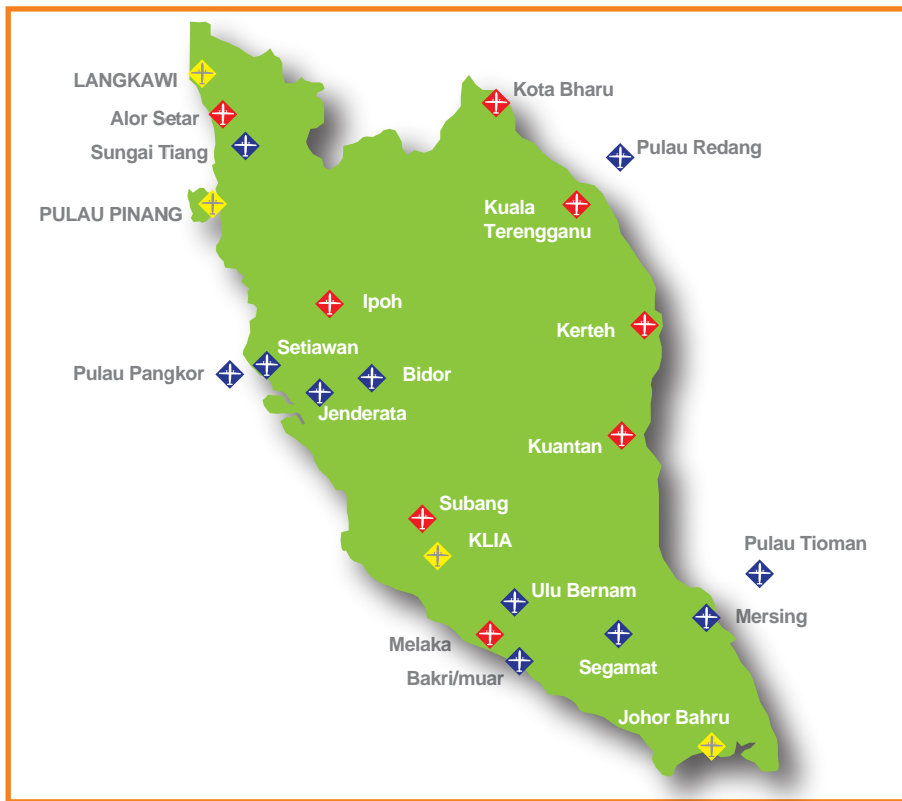 LANGKAWI
Kota Bharu
Alor Setar
Sungai Tiang
Pulau Redang
PULAU PINANG
Kuala
Terengganu
Ipoh
Kerteh
Setiawan
Pulau Pangkor
Bidor
Jenderata
Kuantan
Subang
KLIA
Pulau Tioman
Ulu Bernam
Mersing
Melaka
Segamat
Bakri/muar
Johor Bahru